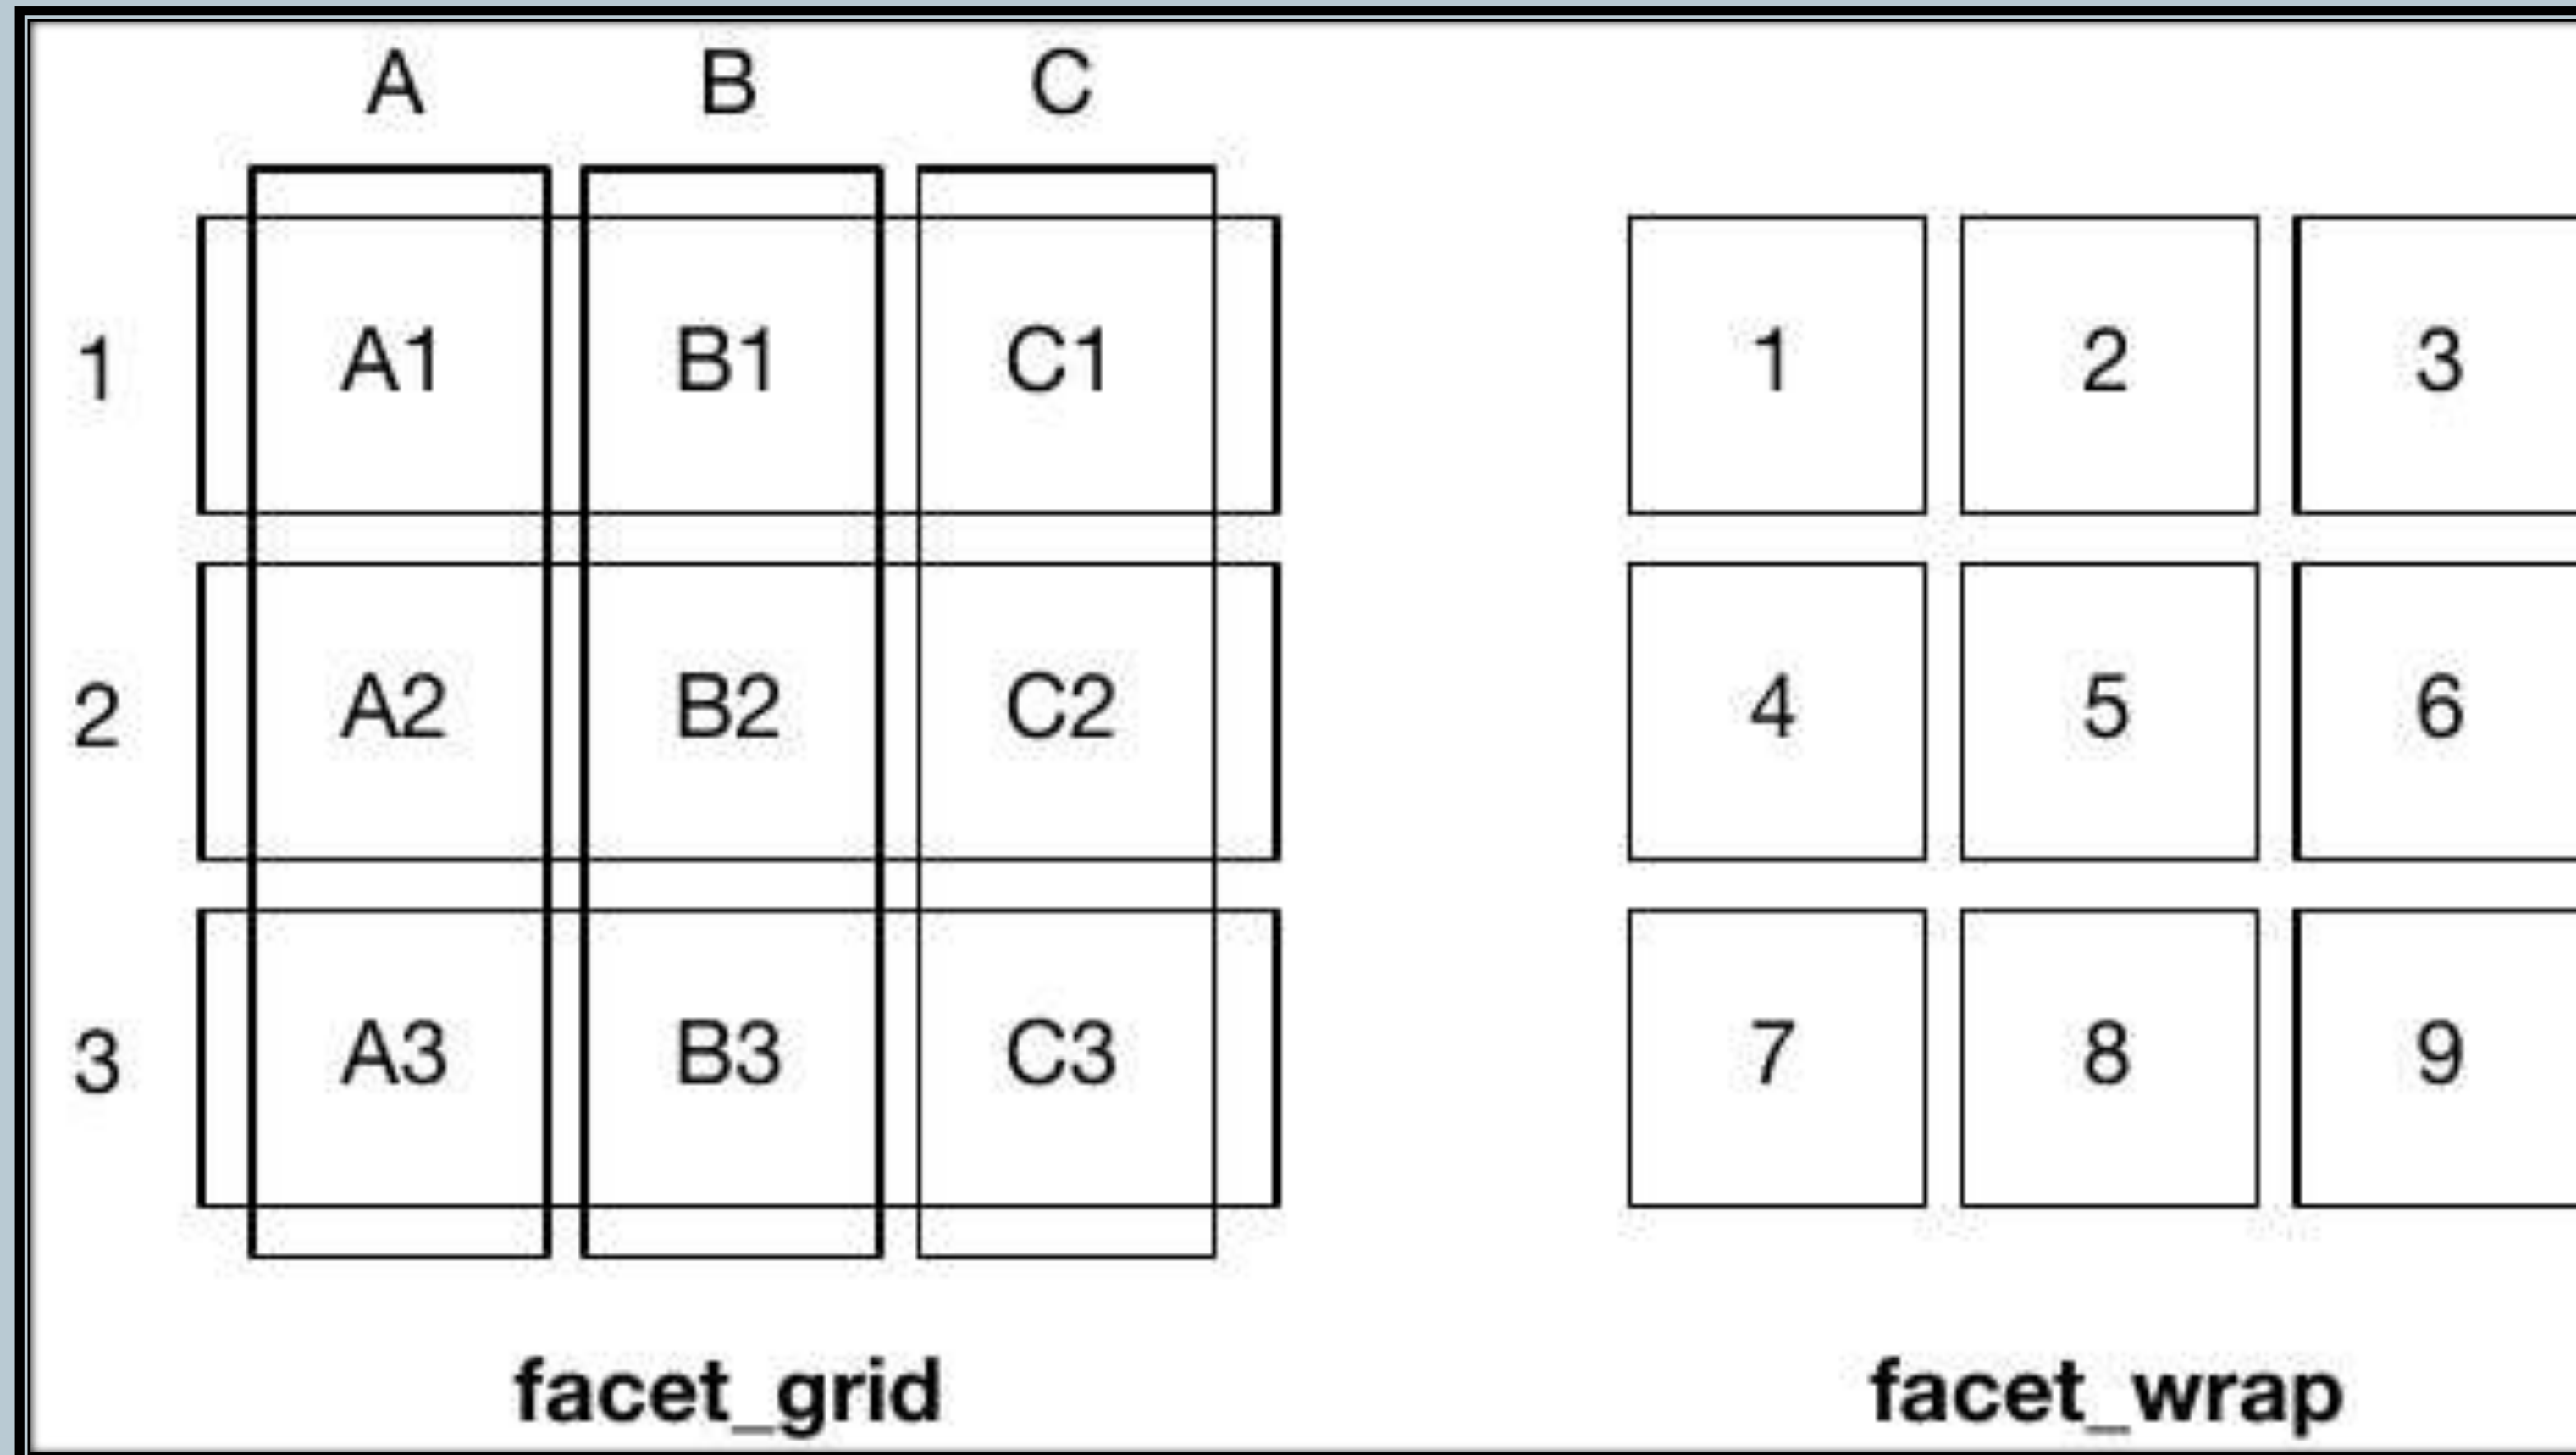 A B C
1 A1 B1 C1 1 2 3
2 A2 B2 C2 4 5 6
3 A3 B3 C3 7 8 9
facet_grid facet_wrap